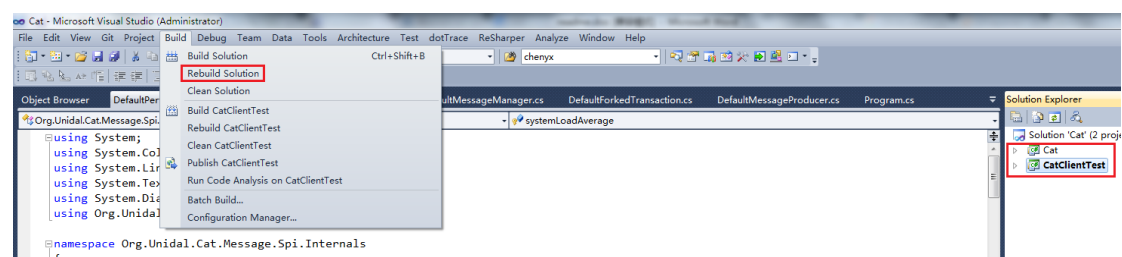 Cat - Microsoft Visual Studio (Administrator)
File Edit View Git Project Build Debug Team Data Tools Architecture Test dotTrace ReSharper Analyze Window Help
Build Solution Ctrl+Shift+B
chenyx
Rebuild Solution
Clean Solution
Object Browser DefaultPer ultMessageManager.cs DefaultForkedTransaction.cs DefaultMessageProducer.cs Program.cs Solution Explorer
Build CatClientTest
Org.Unidal.Cat.Message.Spi. systemLoadAverage
Rebuild CatClientTest
using System; Solution 'Cat' (2 proje
Clean CatClientTest
using System.Col Cat
Publish CatClientTest
using System.Lin CatClientTest
using System.Tex
Run Code Analysis on CatClientTest
using System.Dia
Batch Build...
using Org.Unidal
Configuration Manager...
namespace Org.Unidal.Cat.Message.Spi.Internals